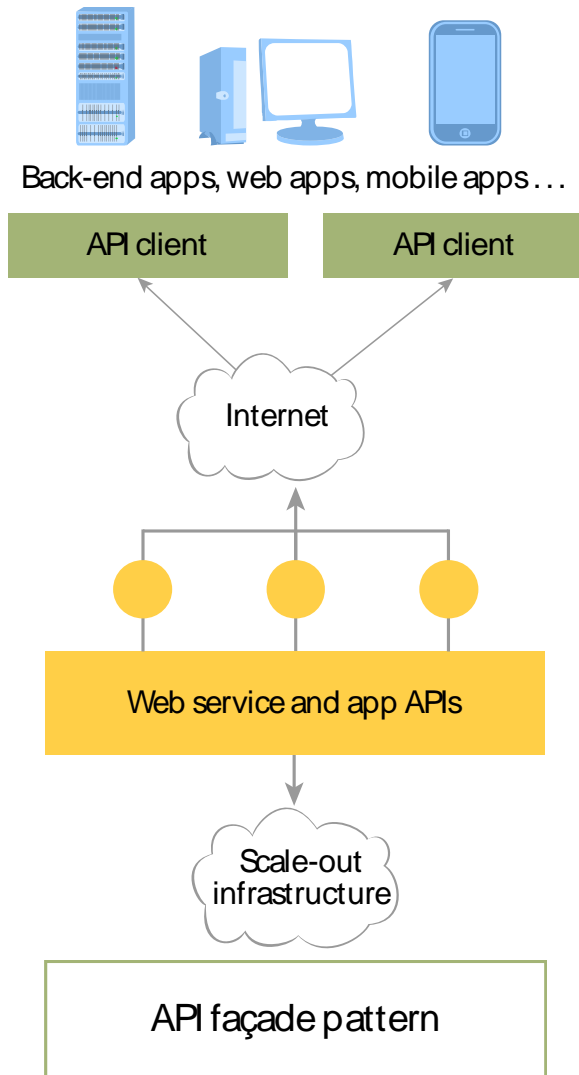 Back-end apps, web apps, mobile apps . . .
API client
API client
Internet
Web service and app APIs
Scale-out
infrastructure
API façade pattern